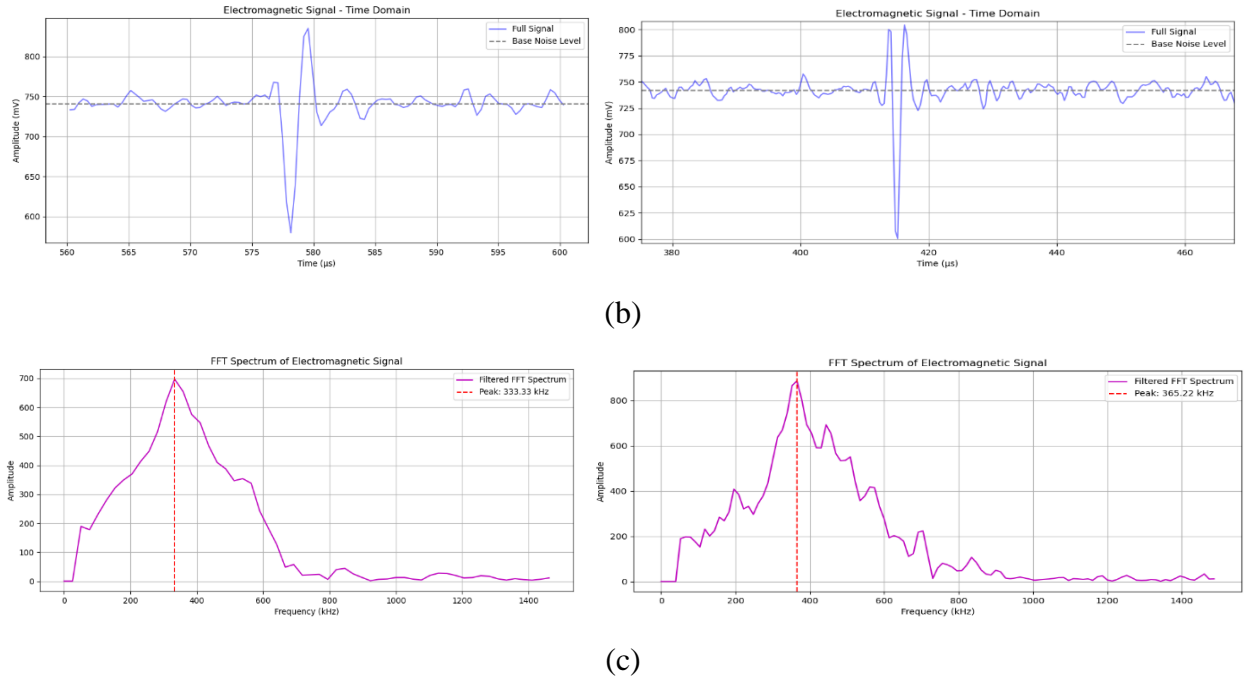 Electromagnetic Signal - Time Domain
Full Signal
Base Noise Level
Amplitude (mV)
800
750
700
650
600
560
565
570
575
580
585
590
595
600
Time (μs)
Electromagnetic Signal - Time Domain
Full Signal
Base Noise Level
Amplitude (mV)
800
775
750
725
700
675
650
625
600
380
400
420
440
460
Time (μs)
(b)
FFT Spectrum of Electromagnetic Signal
Filtered FFT Spectrum
Peak: 333.33 kHz
Amplitude
700
600
500
400
300
200
100
0
0
200
400
600
800
1000
1200
1400
Frequency (kHz)
FFT Spectrum of Electromagnetic Signal
Filtered FFT Spectrum
Peak: 365.22 kHz
Amplitude
800
600
400
200
0
0
200
400
600
800
1000
1200
1400
Frequency (kHz)
(c)